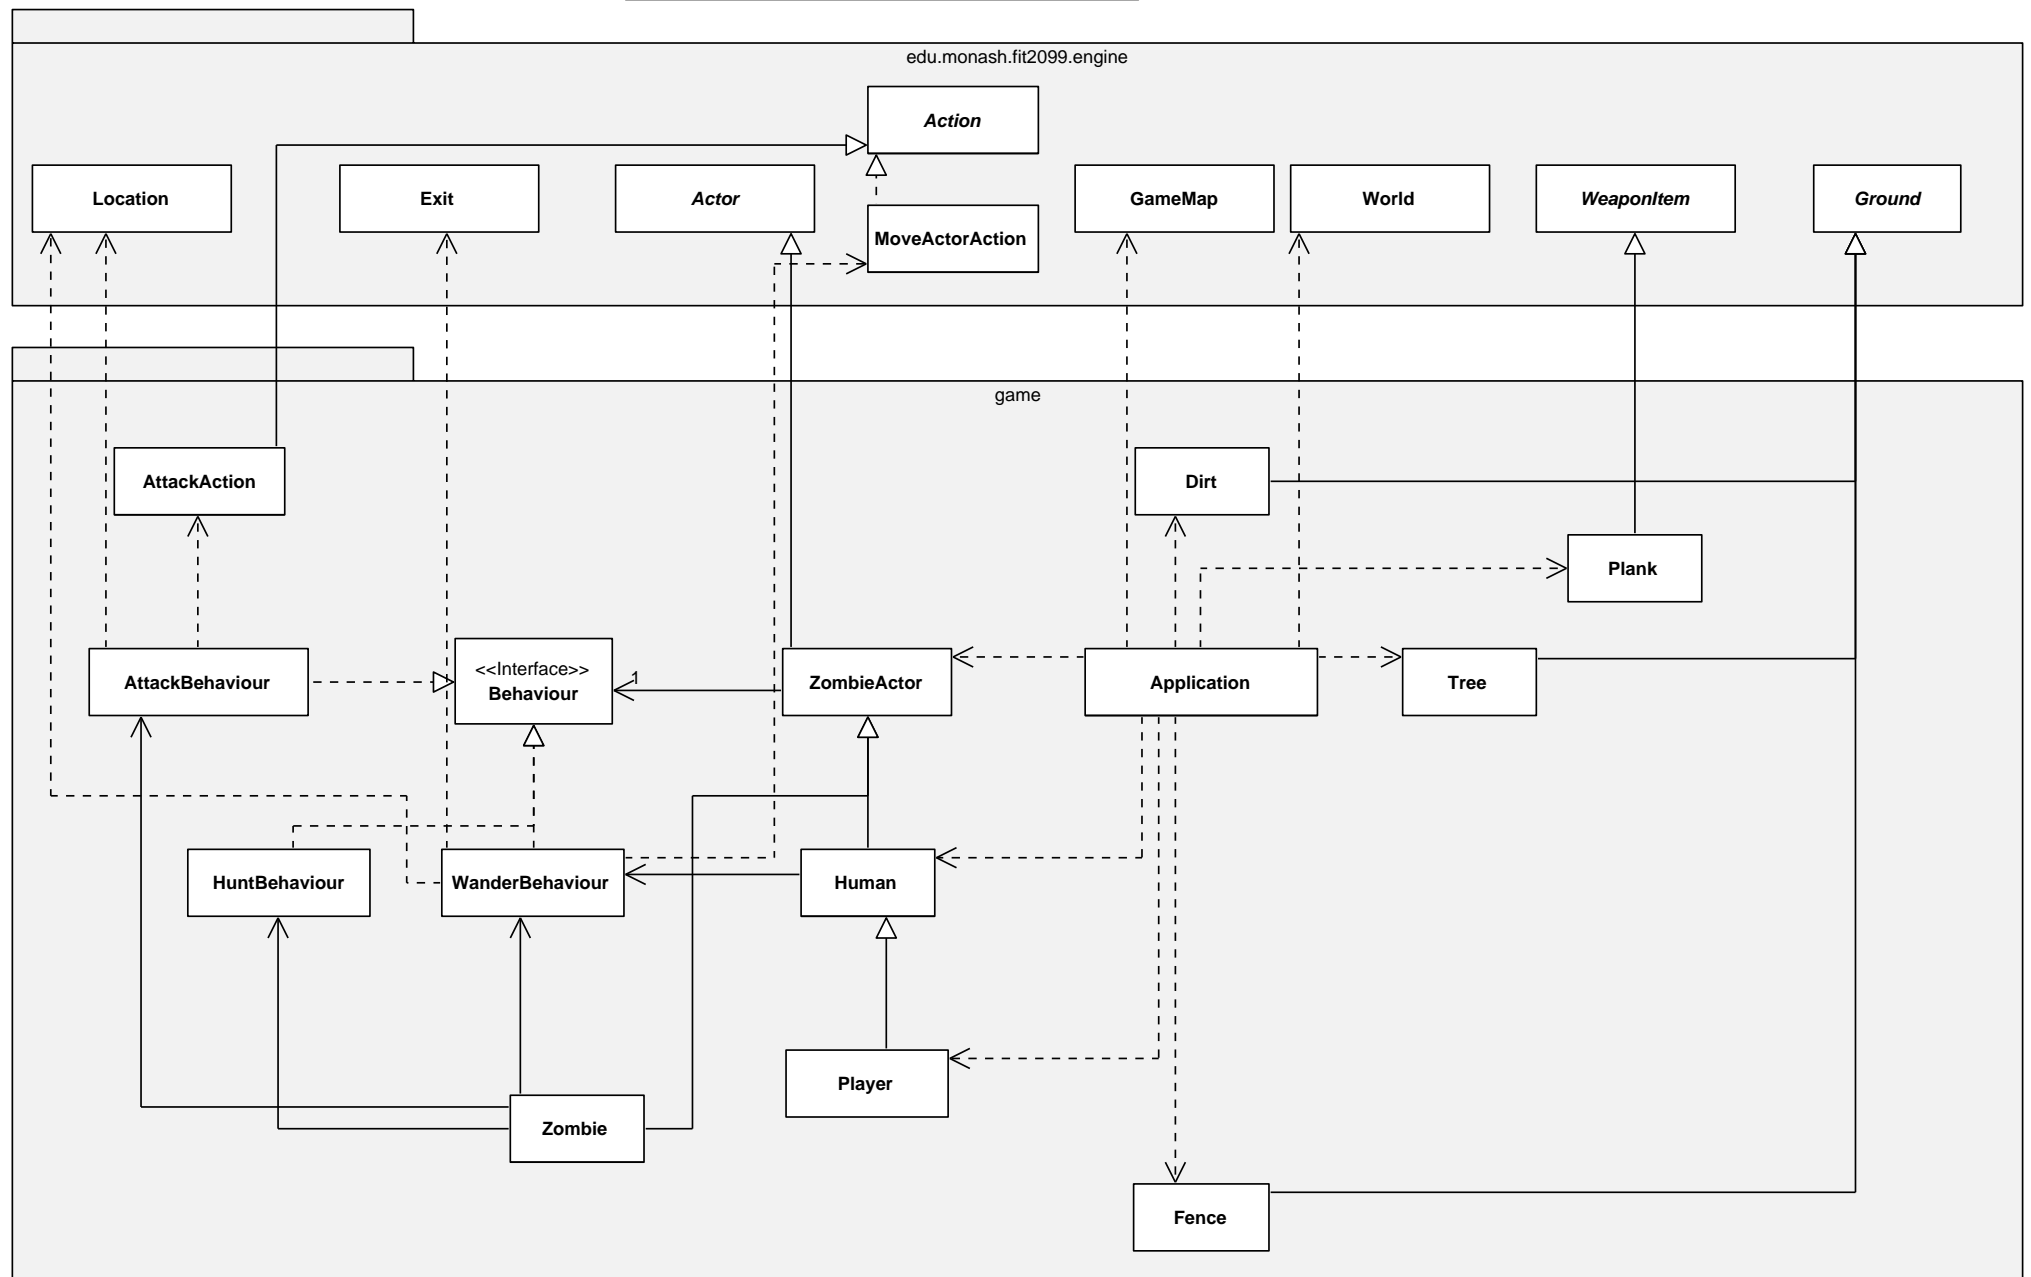 edu.monash.fit2099.engine
Action
Location
Exit
Actor
GameMap
World
WeaponItem
Ground
MoveActorAction
game
AttackAction
Dirt
Plank
AttackBehaviour
<<Interface>>
Behaviour
1
ZombieActor
Application
Tree
HuntBehaviour
WanderBehaviour
Human
Player
Zombie
Fence